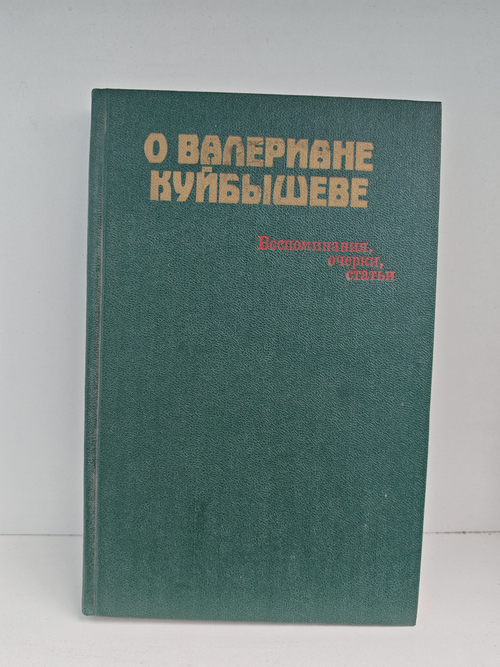 О ВАЛЕРИАНЕ
КУЙБЫШЕВЕ
Воспоминания,
очерки,
статьи